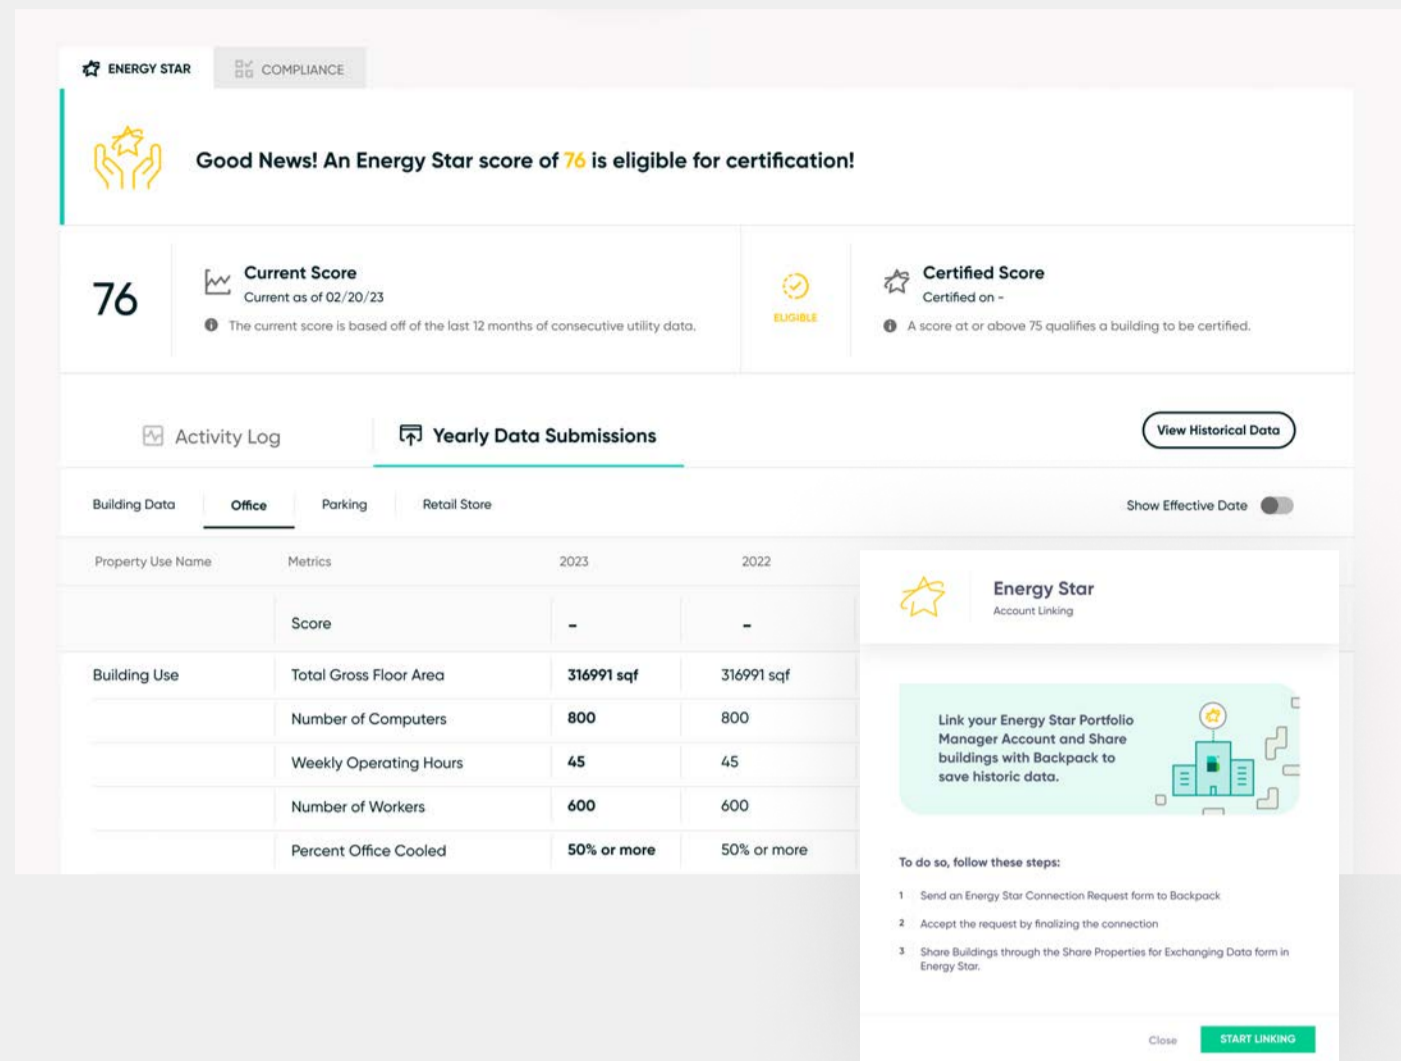 ENERGY STAR
COMPLIANCE
Good News! An Energy Star score of 76 is eligible for certification!
76
Current Score
Current as of 02/20/23
The current score is based off of the last 12 months of consecutive utility data.
ELIGIBLE
Certified Score
Certified on -
A score at or above 75 qualifies a building to be certified.
Activity Log
Yearly Data Submissions
View Historical Data
Building Data Office Parking Retail Store
Show Effective Date
Property Use Name Metrics 2023 2022
Score - -
Building Use Total Gross Floor Area 316991 sqf 316991 sqf
Number of Computers 800 800
Weekly Operating Hours 45 45
Number of Workers 600 600
Percent Office Cooled 50% or more 50% or more
Energy Star
Account Linking
Link your Energy Star Portfolio
Manager Account and Share
buildings with Backpack to
save historic data.
To do so, follow these steps:
1 Send an Energy Star Connection Request form to Backpack
2 Accept the request by finalizing the connection
3 Share Buildings through the Share Properties for Exchanging Data form in
Energy Star.
Close START LINKING